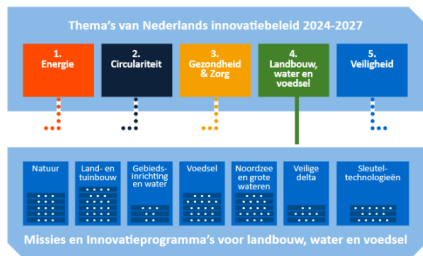 Thema's van Nederlands innovatiebeleid 2024-2027
1.
Energie
2.
Circulariteit
3.
Gezondheid
& Zorg
4.
Landbouw,
water en
voedsel
5.
Veiligheid
Natuur
Land- en
tuinbouw
Gebieds-
inrichting
en water
Voedsel
Noordzee
en grote
wateren
Veilige
delta
Sleutel-
technologieën
Missies en Innovatieprogramma's voor landbouw, water en voedsel